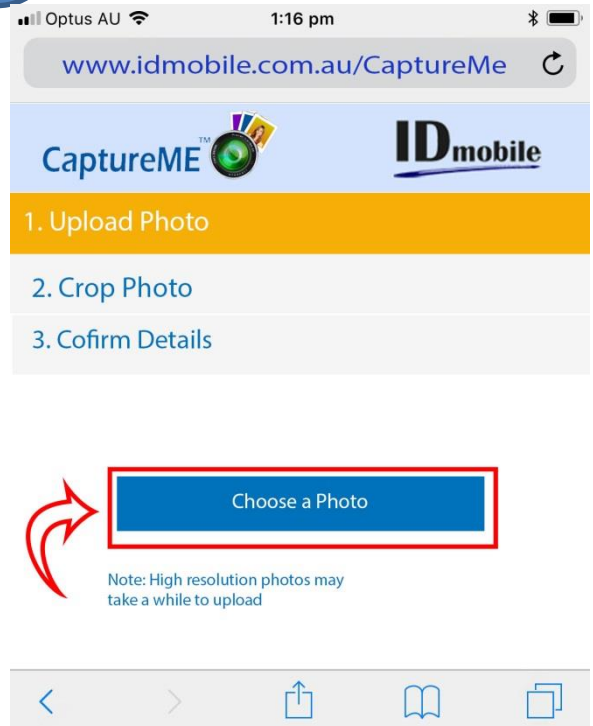 Optus AU 1:16 pm
www.idmobile.com.au/CaptureMe
CaptureME™ IDmobile
1. Upload Photo
2. Crop Photo
3. Cofirm Details
Choose a Photo
Note: High resolution photos may
take a while to upload